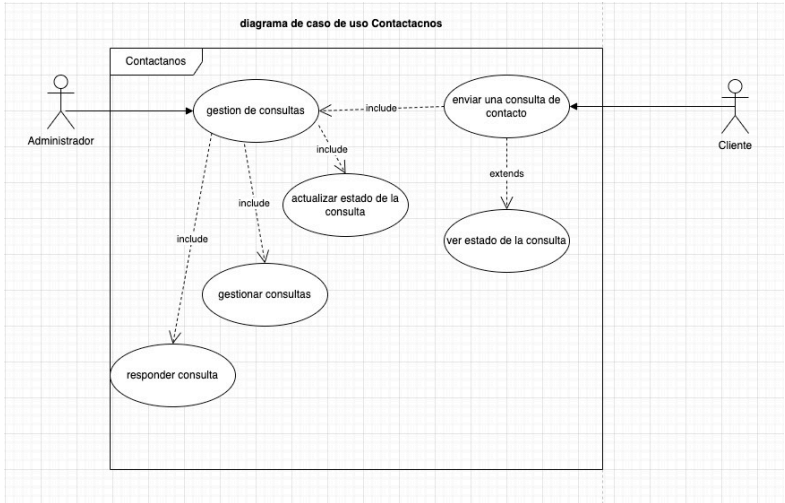 diagrama de caso de uso Contactacnos
Contactanos
Administrador
gestion de consultas
include
enviar una consulta de
contacto
Cliente
include
actualizar estado de la
consulta
extends
ver estado de la consulta
include
gestionar consultas
include
responder consulta